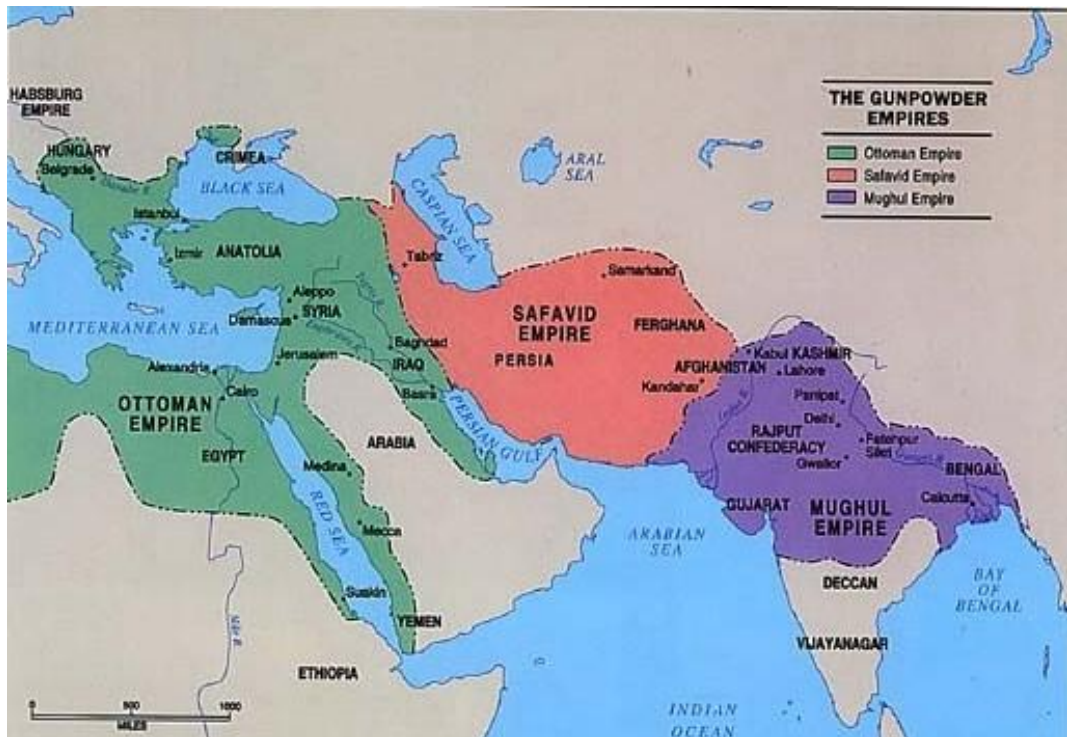 THE GUNPOWDER
EMPIRES
Ottoman Empire
Safavid Empire
Mughul Empire
HABSBURG
EMPIRE
HUNGARY
Belgrade
Danube R.
CRIMEA
BLACK SEA
Istanbul
Izmir
ANATOLIA
CASPIAN SEA
ARAL
SEA
Tabriz
Samarkand
SAFAVID
EMPIRE
PERSIA
FERGHANA
Aleppo
SYRIA
Damascus
Tigris R.
Euphrates R.
MEDITERRANEAN SEA
Baghdad
IRAQ
Jerusalem
Alexandria
Cairo
Basra
PERSIAN GULF
OTTOMAN
EMPIRE
EGYPT
ARABIA
Medina
RED SEA
Mecca
Suakin
YEMEN
Nile R.
ETHIOPIA
AFGHANISTAN
Kabul KASHMIR
Lahore
Kandahar
Panipat
Delhi
RAJPUT
CONFEDERACY
Fatehpur
Gwalior
BENGAL
GUJARAT
MUGHUL
EMPIRE
Calcutta
ARABIAN
SEA
DECCAN
BAY
OF
BENGAL
VIJAYANAGAR
INDIAN
OCEAN
0 500 1000
MILES